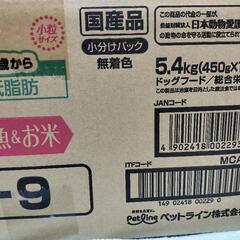 小粒
サイズ
歳から
低脂肪
魚&お米
-9
国産品
小分けパック
無着色
この商品の代金の一部が、
日本動物愛
5.4kg(450g×
ドッグフード/総合栄
JANコード
4 902418 00229
MCA
ITFコード
149 02418 00229 0
Petline ペットライン株式会